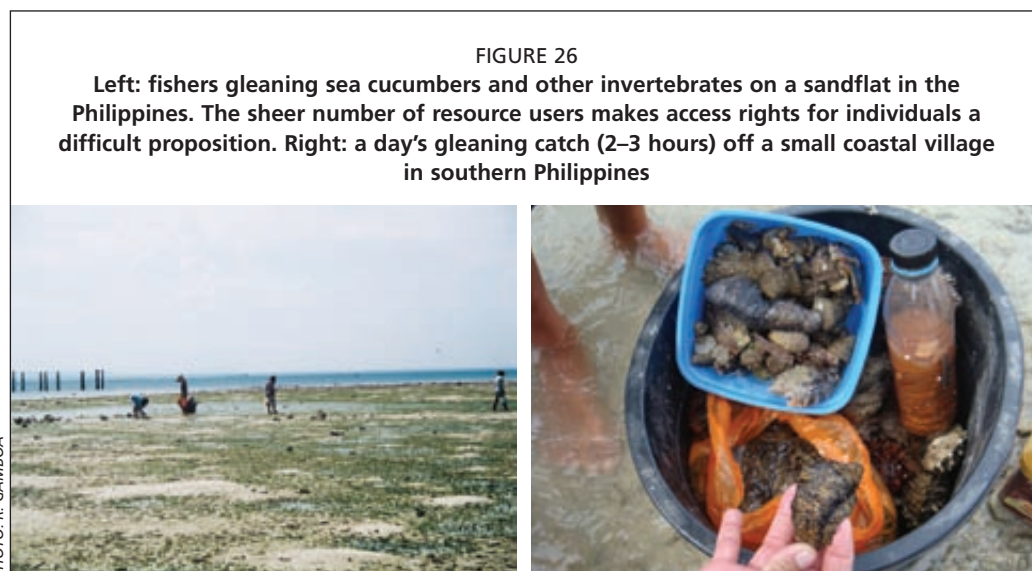 FIGURE 26
Left: fishers gleaning sea cucumbers and other invertebrates on a sandflat in the
Philippines. The sheer number of resource users makes access rights for individuals a
difficult proposition. Right: a day’s gleaning catch (2–3 hours) off a small coastal village
in southern Philippines
PHOTO: R. GAMBOA